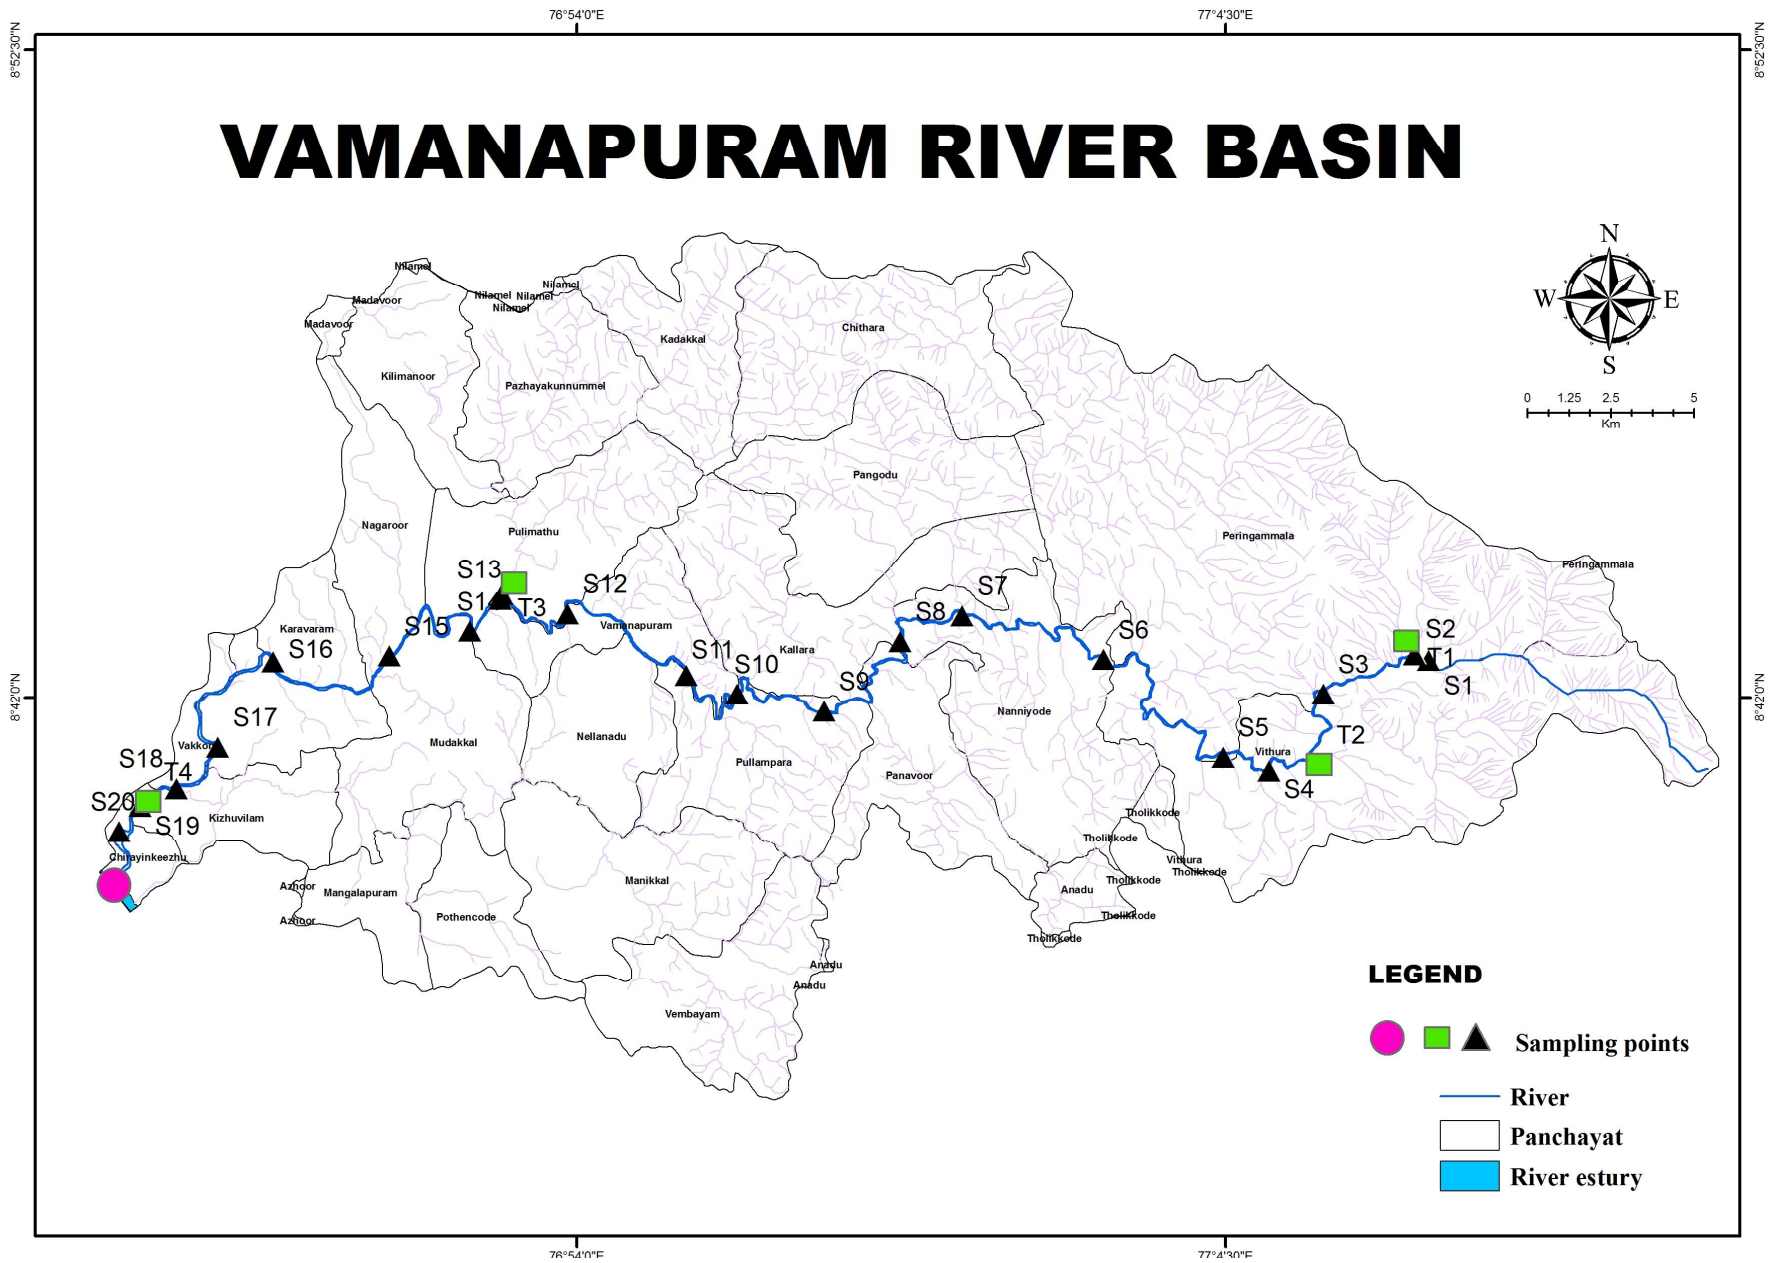 76°54'0"E
77°4'30"E
8°52'30"N
8°52'30"N
VAMANAPURAM RIVER BASIN
N
W
E
S
0 1.25 2.5 5
Km
Nilamel
Nilamel
Madavoor
Nilamel
Nilamel
Nilamel
Madavoor
Chithara
Kadakkal
Kilimanoor
Pazhayakunnummel
Pangodu
Nagaroor
Pulimathu
Peringammala
Peringammala
S13
S12
S7
S14
T3
S8
S15
Karavaram
Vamanapuram
S6
S2
S16
S11
Kallara
S10
T1
S3
S9
S1
8°42'0"N
8°42'0"N
S17
Nanniyode
S5
T2
Nellanadu
Mudakkal
Vakkom
Vithura
S18
T4
Pullampara
Panavoor
S4
S20
Kizhuvilam
S19
Tholikkode
Tholikkode
Chirayinkeezhu
Vithura
Tholikkode
Azhoor
Mangalapuram
Manikkal
Tholikkode
Anadu
Azhoor
Pothencode
Tholikkode
Tholikkode
Anadu
Anadu
Vembayam
LEGEND
Sampling points
River
Panchayat
River estury
76°54'0"E
77°4'30"E